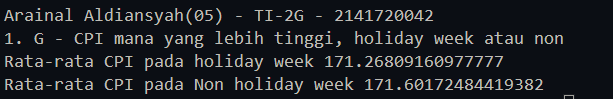 Arainal Aldiansyah(05) - TI-2G - 2141720042
1. G - CPI mana yang lebih tinggi, holiday week atau non
Rata-rata CPI pada holiday week 171.26809160977777
Rata-rata CPI pada Non holiday week 171.60172484419382